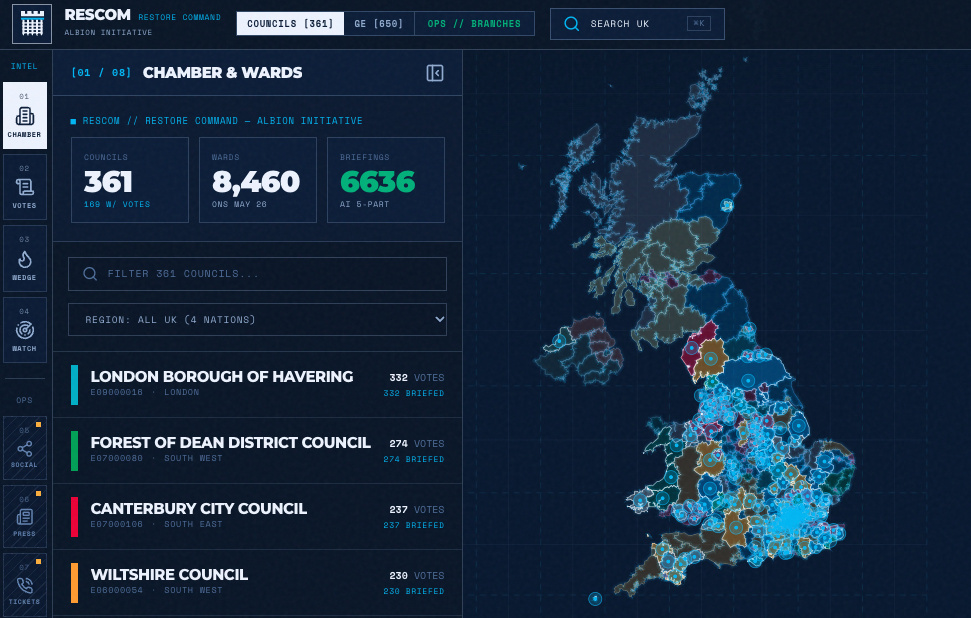 RESCOM RESTORE COMMAND
ALBION INITIATIVE
COUNCILS [361] GE [650] OPS // BRANCHES
SEARCH UK ⌘K
INTEL
01
CHAMBER
02
VOTES
03
WEDGE
04
WATCH
OPS
05
SOCIAL
06
PRESS
07
TICKETS
[01 / 08] CHAMBER & WARDS
RESCOM // RESTORE COMMAND — ALBION INITIATIVE
COUNCILS
361
169 W/ VOTES
WARDS
8,460
ONS MAY 26
BRIEFINGS
6636
AI 5-PART
FILTER 361 COUNCILS...
REGION: ALL UK (4 NATIONS)
LONDON BOROUGH OF HAVERING 332 VOTES
E09000016 · LONDON 332 BRIEFED
FOREST OF DEAN DISTRICT COUNCIL 274 VOTES
E07000080 · SOUTH WEST 274 BRIEFED
CANTERBURY CITY COUNCIL 237 VOTES
E07000106 · SOUTH EAST 237 BRIEFED
WILTSHIRE COUNCIL 230 VOTES
E06000054 · SOUTH WEST 230 BRIEFED